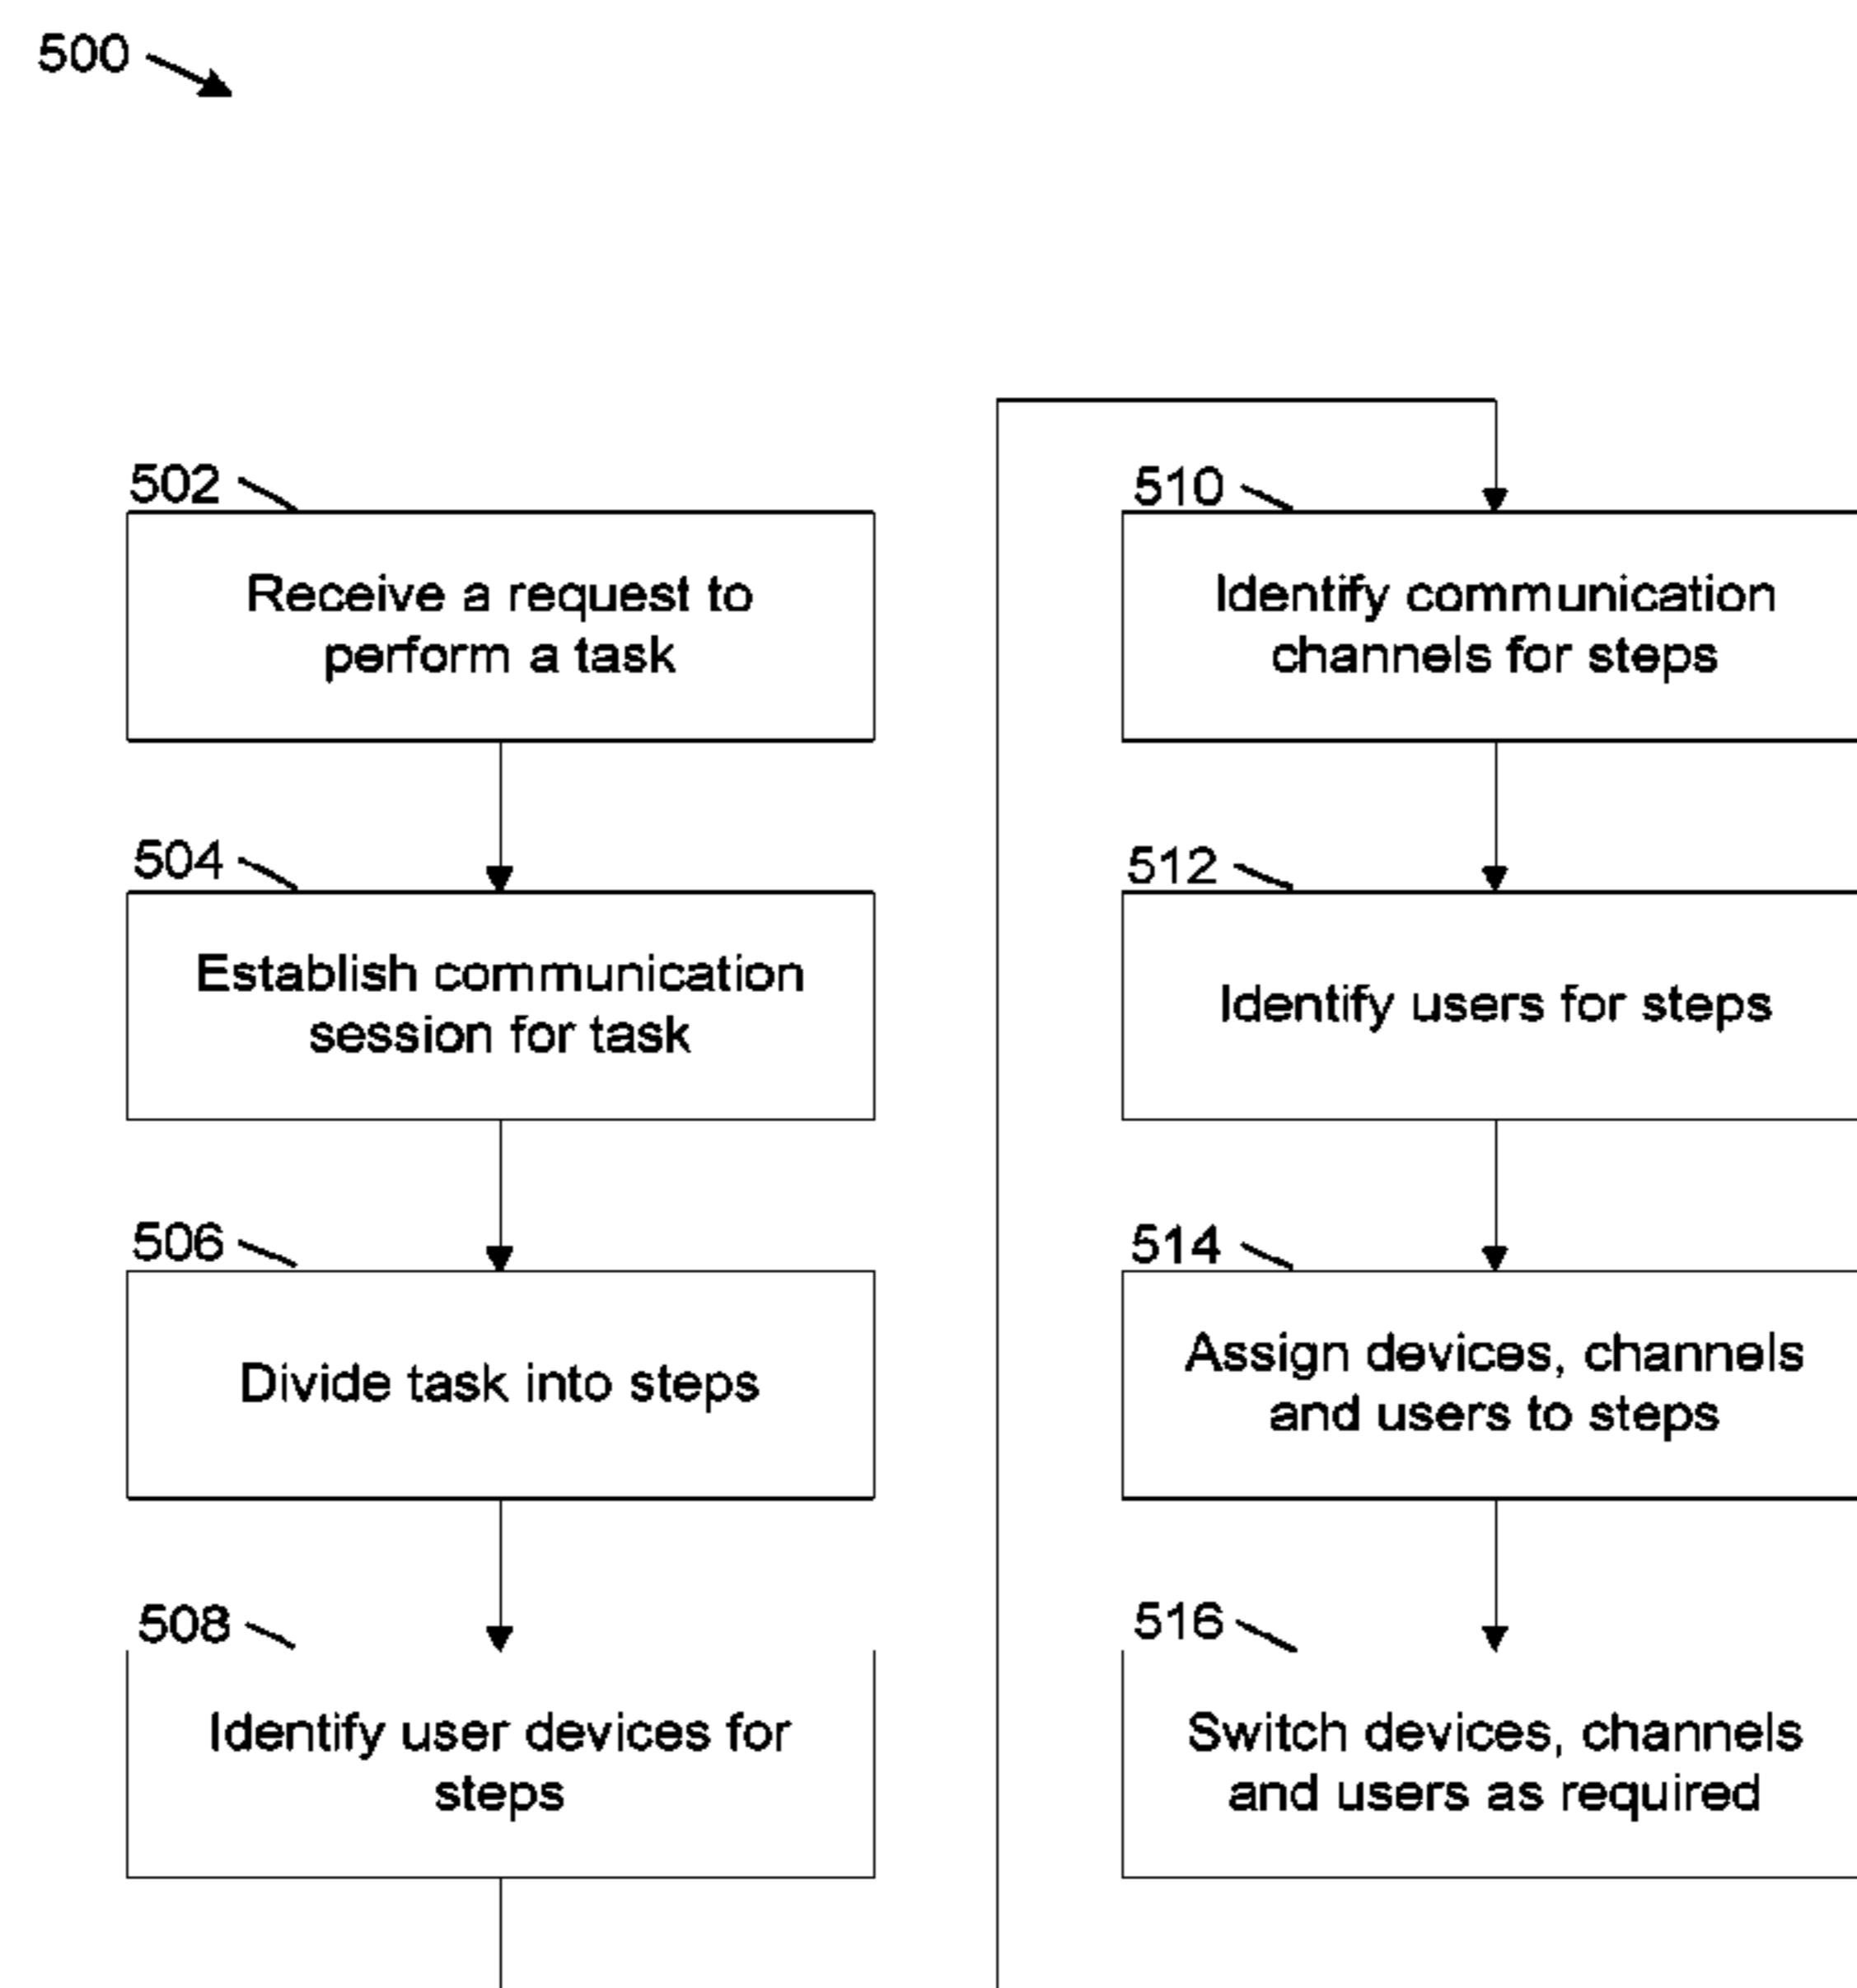 500
502
Receive a request to
perform a task
504
Establish communication
session for task
506
Divide task into steps
508
Identify user devices for
steps
510
Identify communication
channels for steps
512
Identify users for steps
514
Assign devices, channels
and users to steps
516
Switch devices, channels
and users as required